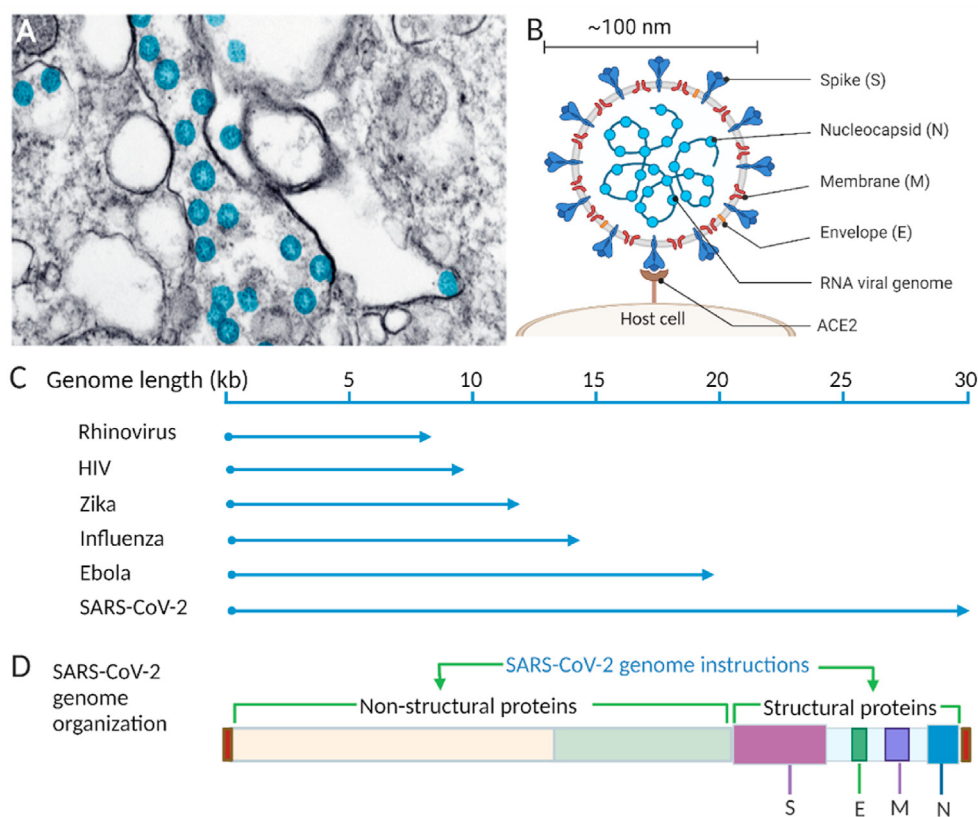 A
B
~100 nm
Spike (S)
Nucleocapsid (N)
Membrane (M)
Envelope (E)
RNA viral genome
ACE2
Host cell
C
Genome length (kb)
5
10
15
20
25
30
Rhinovirus
HIV
Zika
Influenza
Ebola
SARS-CoV-2
D
SARS-CoV-2
genome
organization
SARS-CoV-2 genome instructions
Non-structural proteins
Structural proteins
S
E
M
N